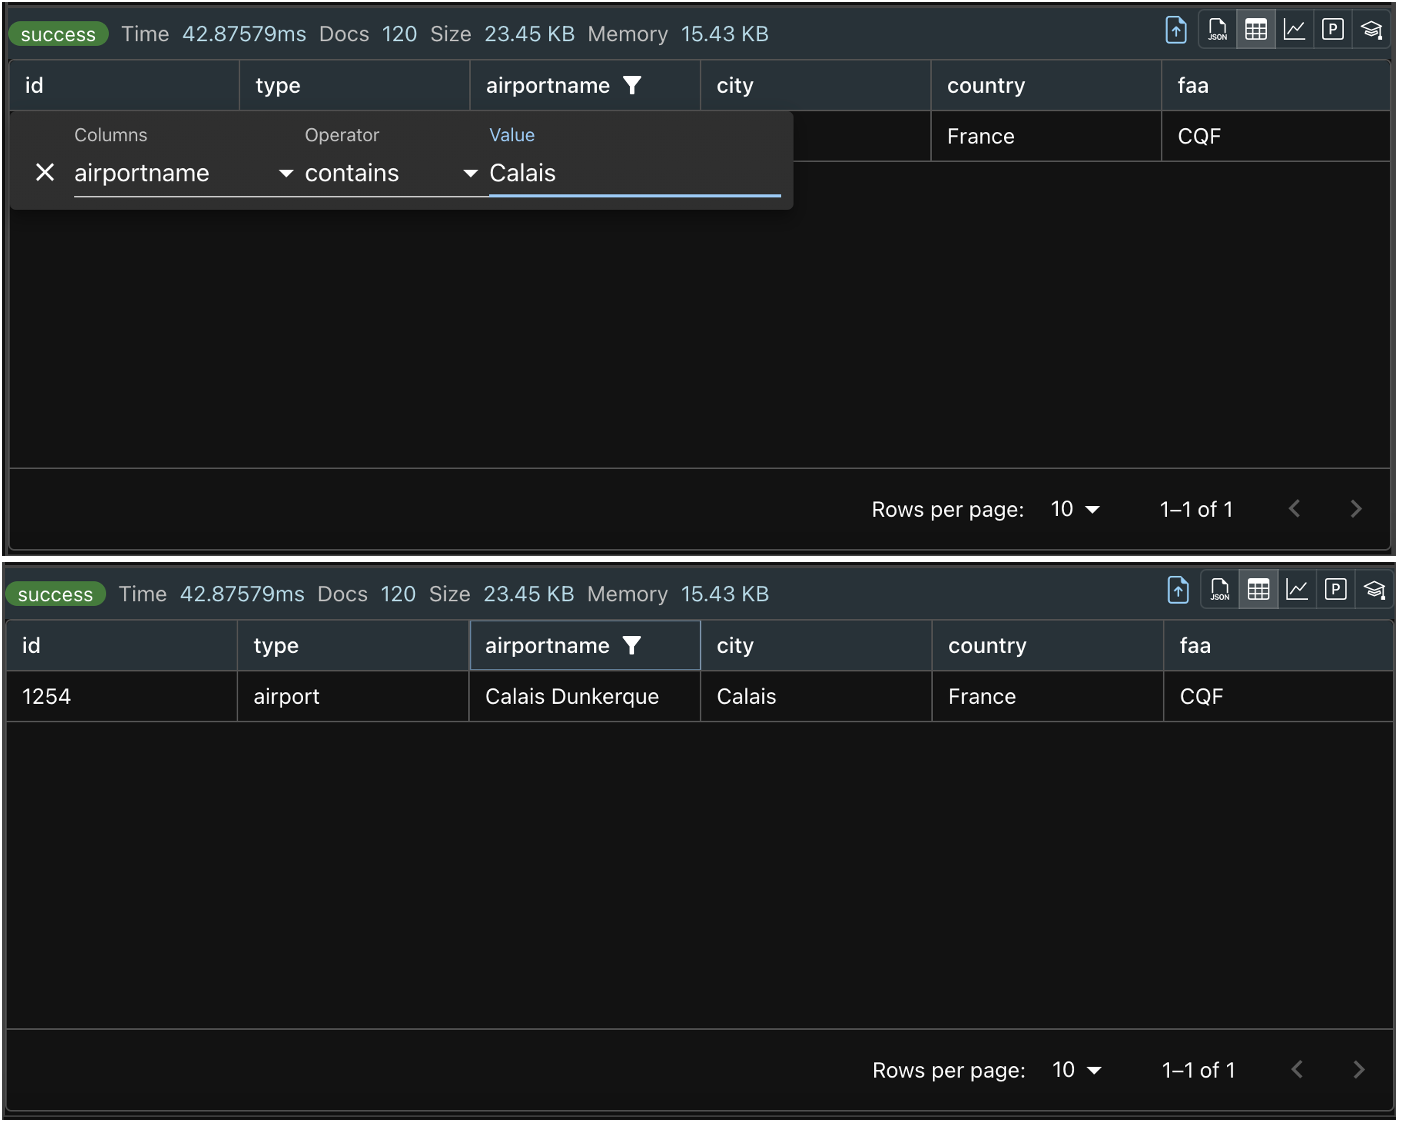 success Time 42.87579ms Docs 120 Size 23.45 KB Memory 15.43 KB JSON P
id type airportname city country faa
Columns Operator Value
airportname contains Calais
France CQF
Rows per page: 10 1–1 of 1
success Time 42.87579ms Docs 120 Size 23.45 KB Memory 15.43 KB JSON P
id type airportname city country faa
1254 airport Calais Dunkerque Calais France CQF
Rows per page: 10 1–1 of 1